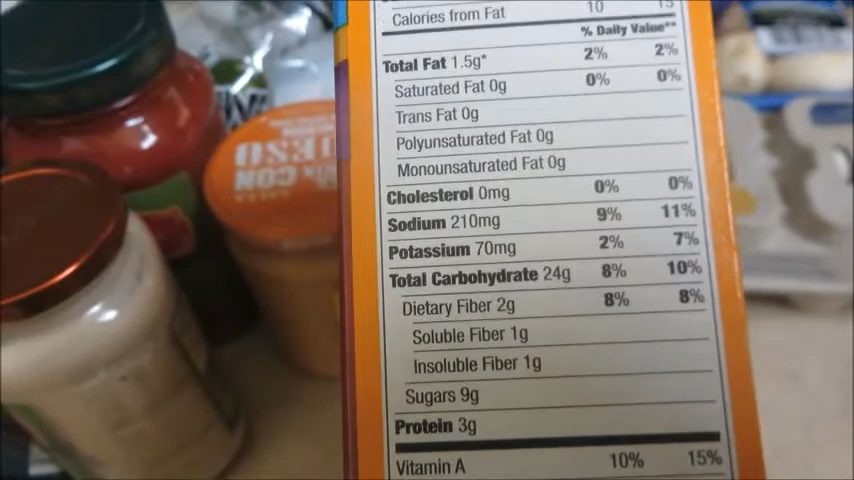 Calories from Fat 10 15
% Daily Value**
Total Fat 1.5g* 2% 2%
Saturated Fat 0g 0% 0%
Trans Fat 0g
Polyunsaturated Fat 0g
Monounsaturated Fat 0g
Cholesterol 0mg 0% 0%
Sodium 210mg 9% 11%
Potassium 70mg 2% 7%
Total Carbohydrate 24g 8% 10%
Dietary Fiber 2g 8% 8%
Soluble Fiber 1g
Insoluble Fiber 1g
Sugars 9g
Protein 3g
Vitamin A 10% 15%
CON
QUESO